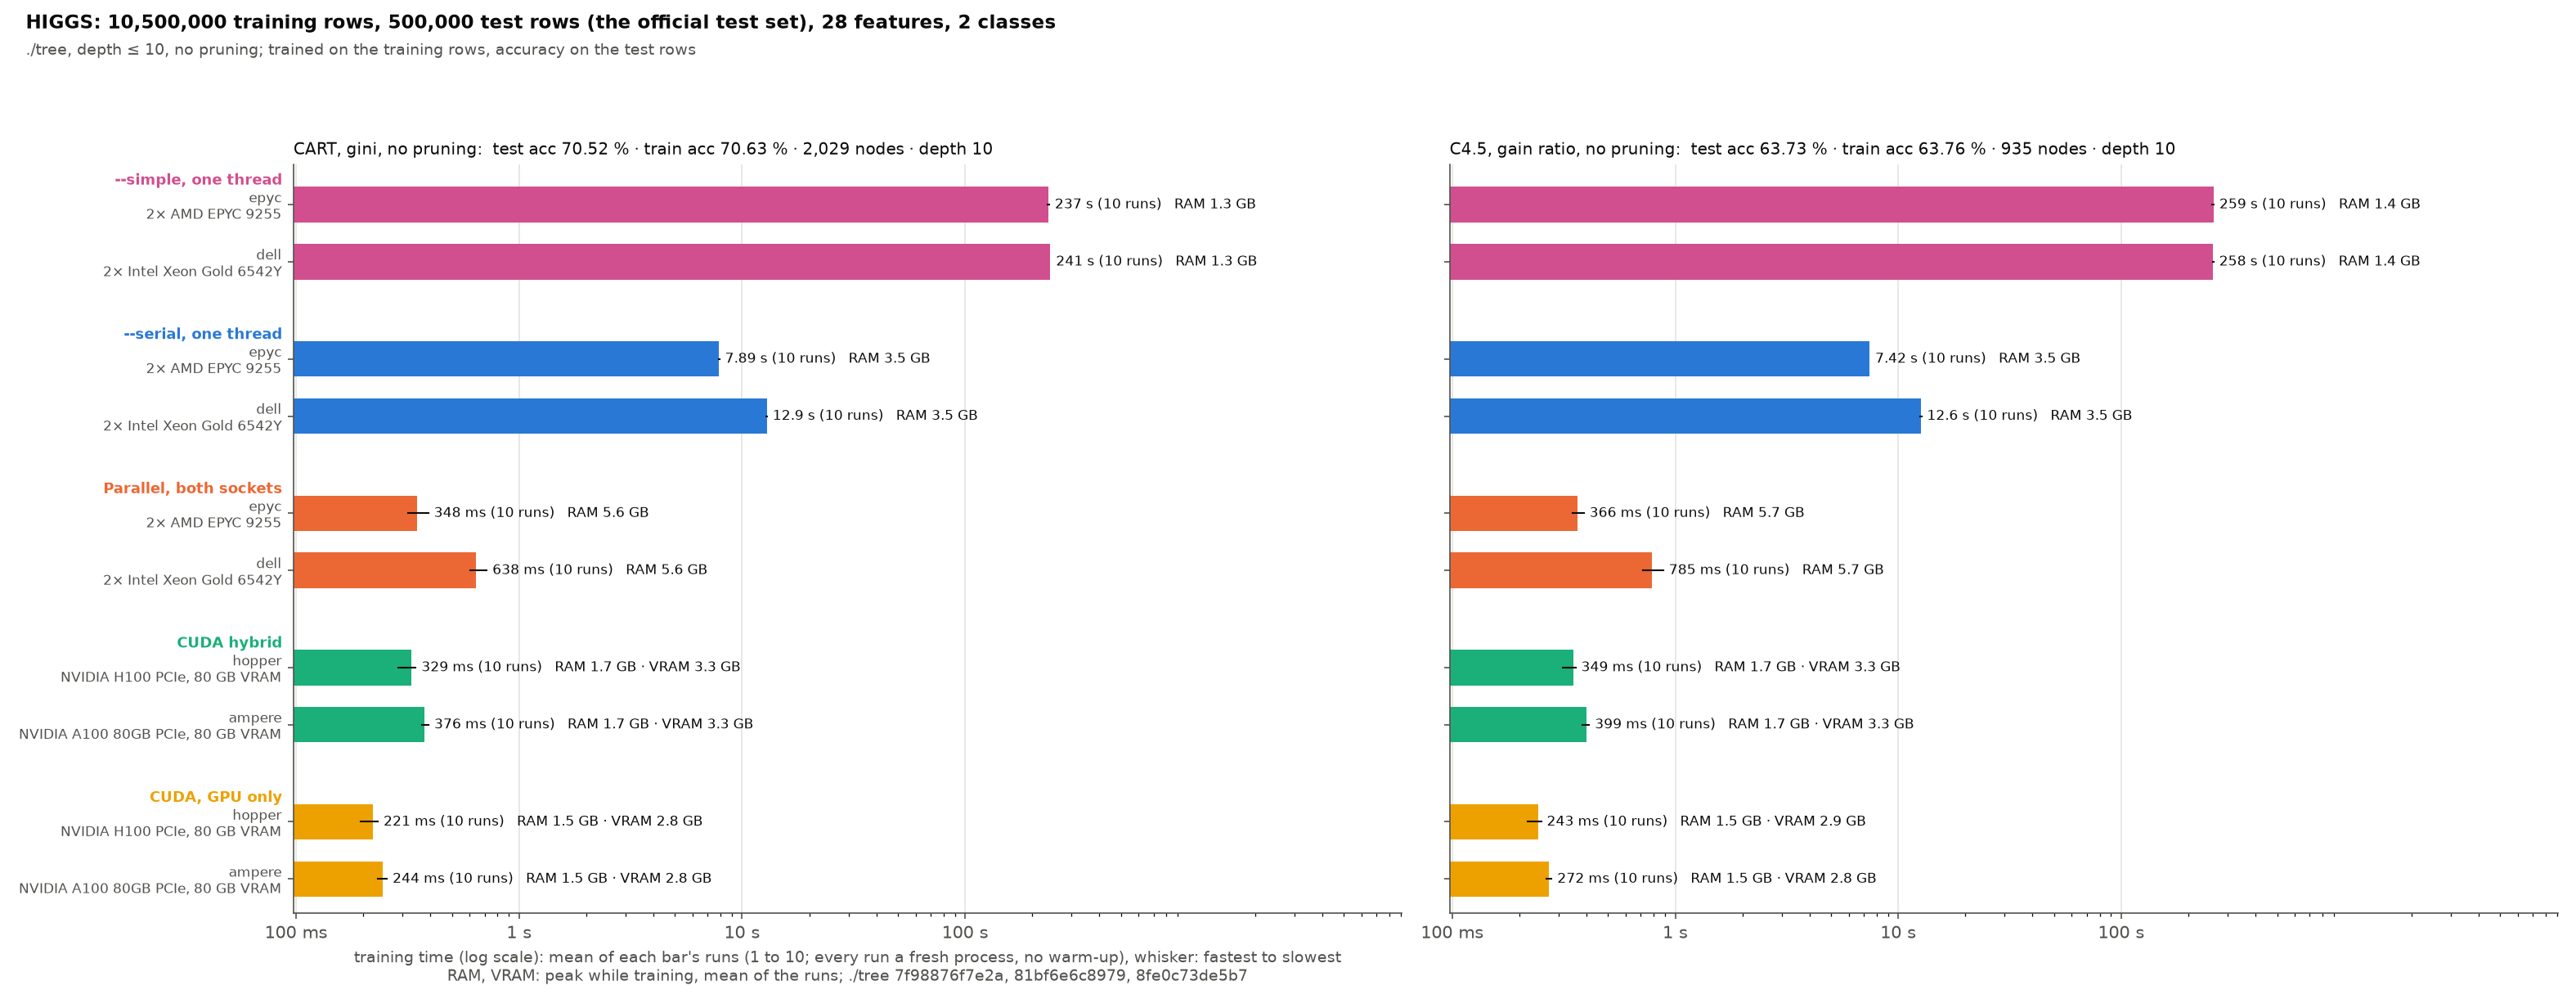 HIGGS: 10,500,000 training rows, 500,000 test rows (the official test set), 28 features, 2 classes
./tree, depth ≤ 10, no pruning; trained on the training rows, accuracy on the test rows
CART, gini, no pruning:  test acc 70.52 % · train acc 70.63 % · 2,029 nodes · depth 10
--simple, one thread
epyc
2× AMD EPYC 9255
237 s (10 runs)   RAM 1.3 GB
dell
2× Intel Xeon Gold 6542Y
241 s (10 runs)   RAM 1.3 GB
--serial, one thread
epyc
2× AMD EPYC 9255
7.89 s (10 runs)   RAM 3.5 GB
dell
2× Intel Xeon Gold 6542Y
12.9 s (10 runs)   RAM 3.5 GB
Parallel, both sockets
epyc
2× AMD EPYC 9255
348 ms (10 runs)   RAM 5.6 GB
dell
2× Intel Xeon Gold 6542Y
638 ms (10 runs)   RAM 5.6 GB
CUDA hybrid
hopper
NVIDIA H100 PCIe, 80 GB VRAM
329 ms (10 runs)   RAM 1.7 GB · VRAM 3.3 GB
ampere
NVIDIA A100 80GB PCIe, 80 GB VRAM
376 ms (10 runs)   RAM 1.7 GB · VRAM 3.3 GB
CUDA, GPU only
hopper
NVIDIA H100 PCIe, 80 GB VRAM
221 ms (10 runs)   RAM 1.5 GB · VRAM 2.8 GB
ampere
NVIDIA A100 80GB PCIe, 80 GB VRAM
244 ms (10 runs)   RAM 1.5 GB · VRAM 2.8 GB
100 ms 1 s 10 s 100 s
C4.5, gain ratio, no pruning:  test acc 63.73 % · train acc 63.76 % · 935 nodes · depth 10
259 s (10 runs)   RAM 1.4 GB
258 s (10 runs)   RAM 1.4 GB
7.42 s (10 runs)   RAM 3.5 GB
12.6 s (10 runs)   RAM 3.5 GB
366 ms (10 runs)   RAM 5.7 GB
785 ms (10 runs)   RAM 5.7 GB
349 ms (10 runs)   RAM 1.7 GB · VRAM 3.3 GB
399 ms (10 runs)   RAM 1.7 GB · VRAM 3.3 GB
243 ms (10 runs)   RAM 1.5 GB · VRAM 2.9 GB
272 ms (10 runs)   RAM 1.5 GB · VRAM 2.8 GB
100 ms 1 s 10 s 100 s
training time (log scale): mean of each bar's runs (1 to 10; every run a fresh process, no warm-up), whisker: fastest to slowest
RAM, VRAM: peak while training, mean of the runs; ./tree 7f98876f7e2a, 81bf6e6c8979, 8fe0c73de5b7